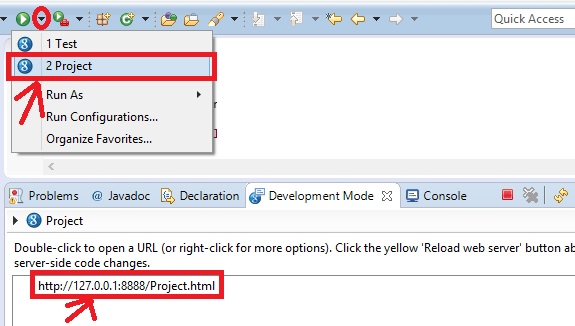 Quick Access
1 Test
2 Project
Run As
Run Configurations...
Organize Favorites...
Problems @ Javadoc Declaration Development Mode Console
Project
Double-click to open a URL (or right-click for more options). Click the yellow 'Reload web server' button
server-side code changes.
http://127.0.0.1:8888/Project.html